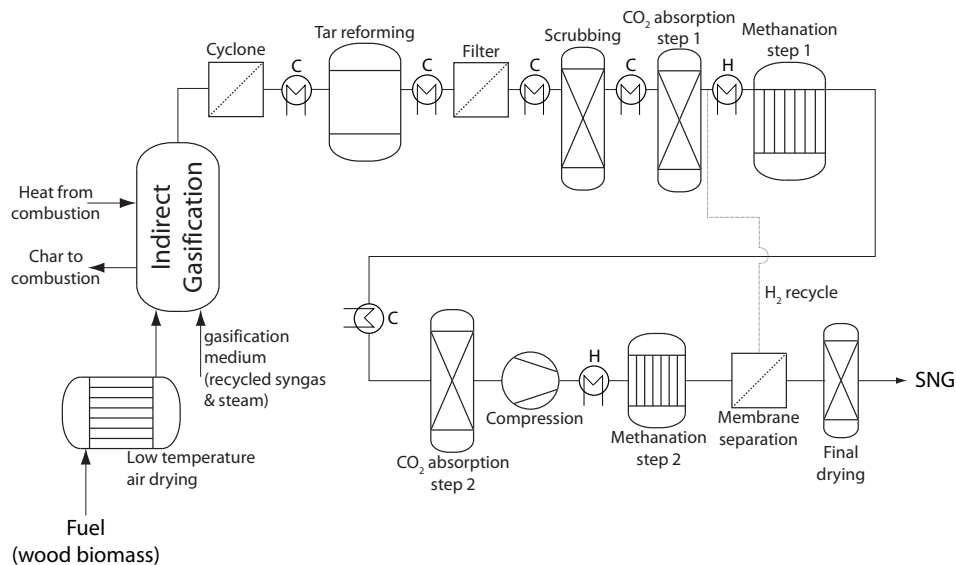 Cyclone
C
Tar reforming
C
Filter
C
Scrubbing
C
CO2 absorption
step 1
H
Methanation
step 1
Heat from
combustion
Char to
combustion
Indirect
Gasification
gasification
medium
(recycled syngas
& steam)
Low temperature
air drying
Fuel
(wood biomass)
H2 recycle
C
CO2 absorption
step 2
Compression
H
Methanation
step 2
Membrane
separation
Final
drying
SNG